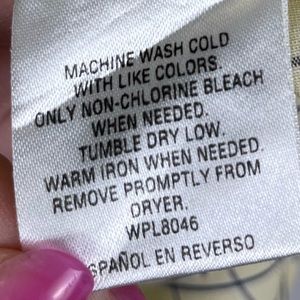 MACHINE WASH COLD
WITH LIKE COLORS.
ONLY NON-CHLORINE BLEACH
WHEN NEEDED.
TUMBLE DRY LOW.
WARM IRON WHEN NEEDED.
REMOVE PROMPTLY FROM
DRYER.
WPL8046
ESPAÑOL EN REVERSO